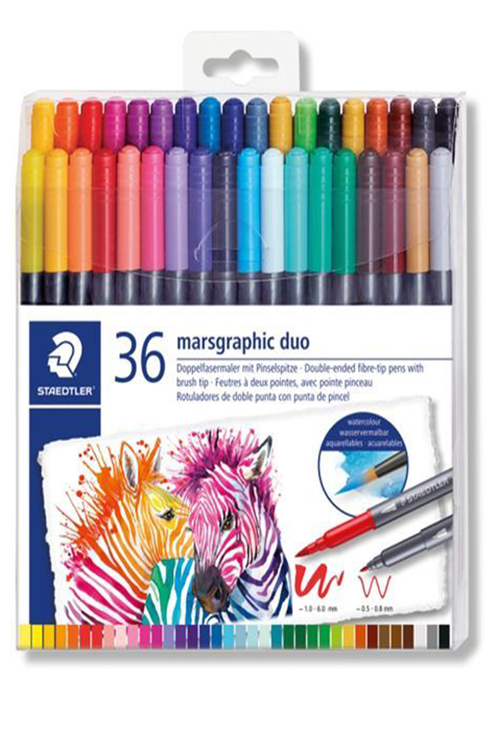 STAEDTLER
36
marsgraphic duo
Doppelfasermaler mit Pinselspitze · Double-ended fibre-tip pens with
brush tip · Feutres à deux pointes, avec pointe pinceau
Rotuladores de doble punta con punta de pincel
watercolour
wasservermalbar
aquarellables · acuarelables
STAEDTLER
~ 1.0 - 6.0 mm
~ 0.5 - 0.8 mm